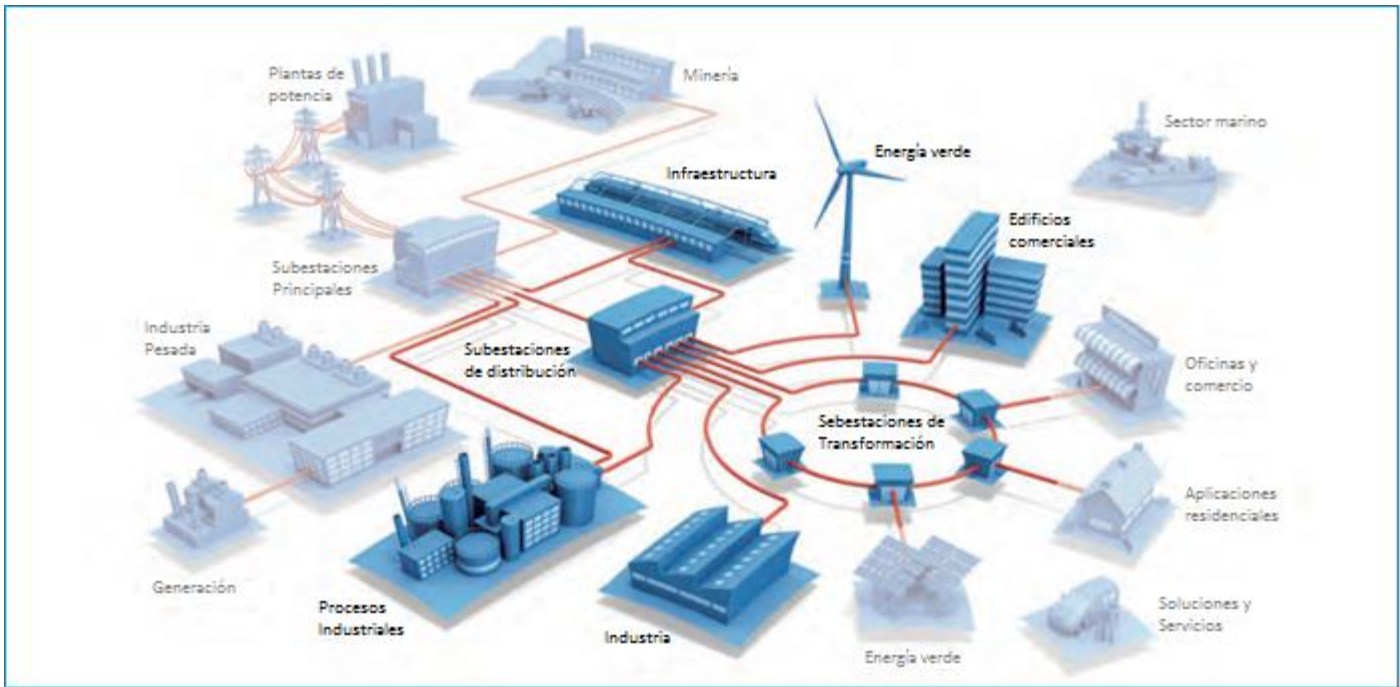 Plantas de
potencia
Minería
Sector marino
Energía verde
Infraestructura
Edificios
comerciales
Subestaciones
Principales
Industria
Pesada
Subestaciones
de distribución
Oficinas y
comercio
Sebestaciones de
Transformación
Aplicaciones
residenciales
Generación
Procesos
Industriales
Industria
Energía verde
Soluciones y
Servicios